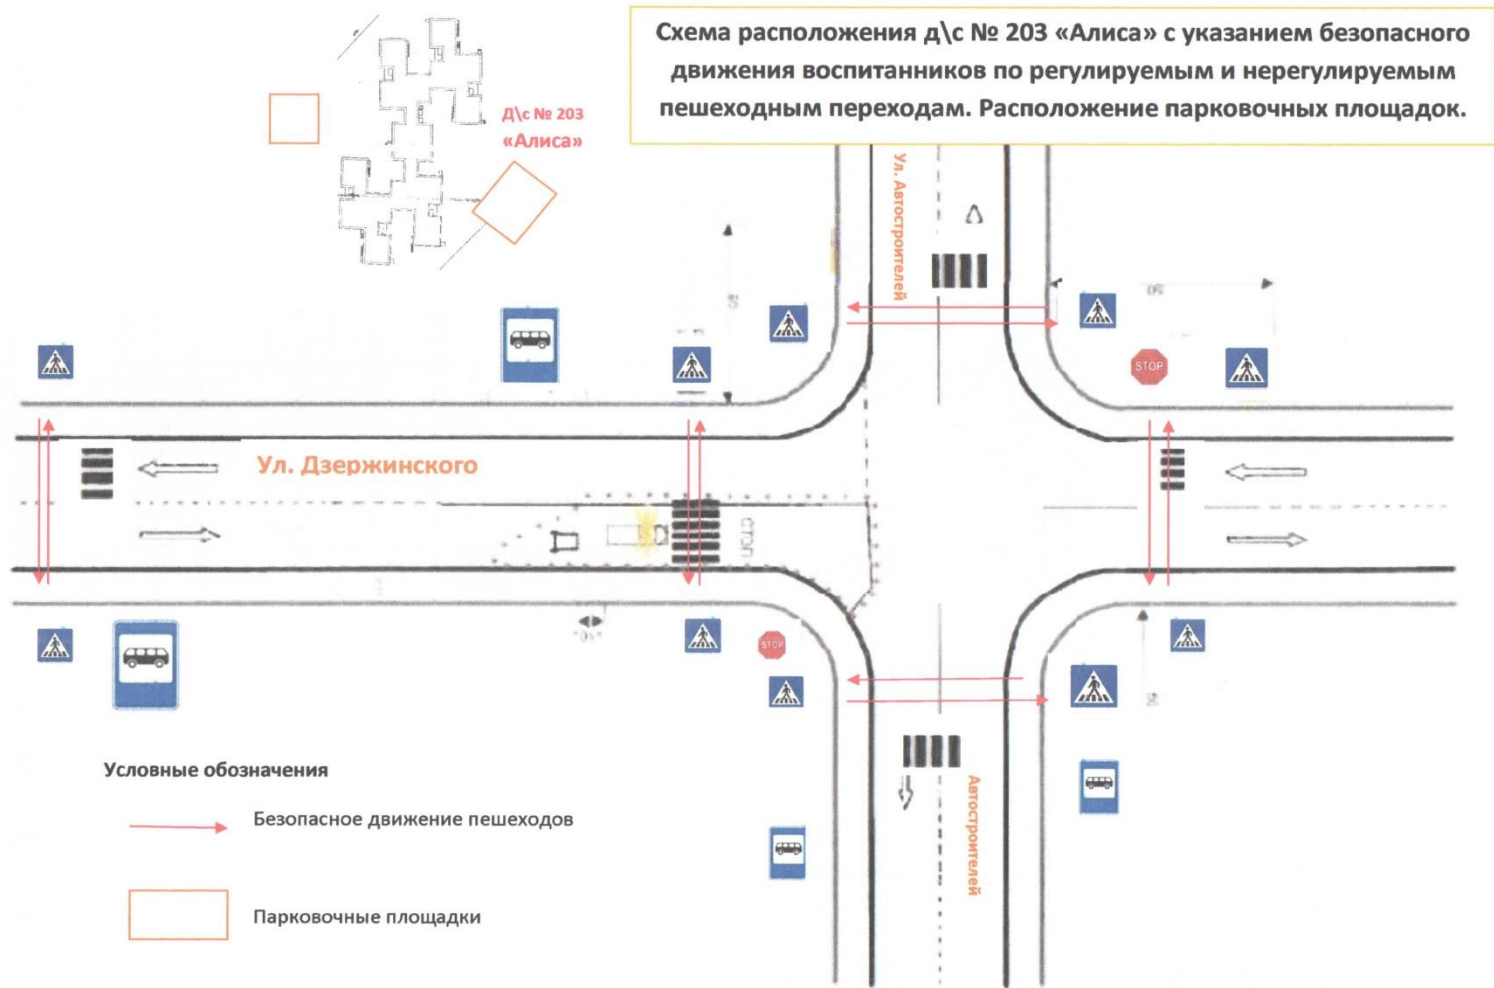 Схема расположения д\с № 203 «Алиса» с указанием безопасного
движения воспитанников по регулируемым и нерегулируемым
пешеходным переходам. Расположение парковочных площадок.
Д\с № 203
«Алиса»
Ул. Автостроителей
STOP
Ул. Дзержинского
стоп
STOP
Автостроителей
Условные обозначения
Безопасное движение пешеходов
Парковочные площадки